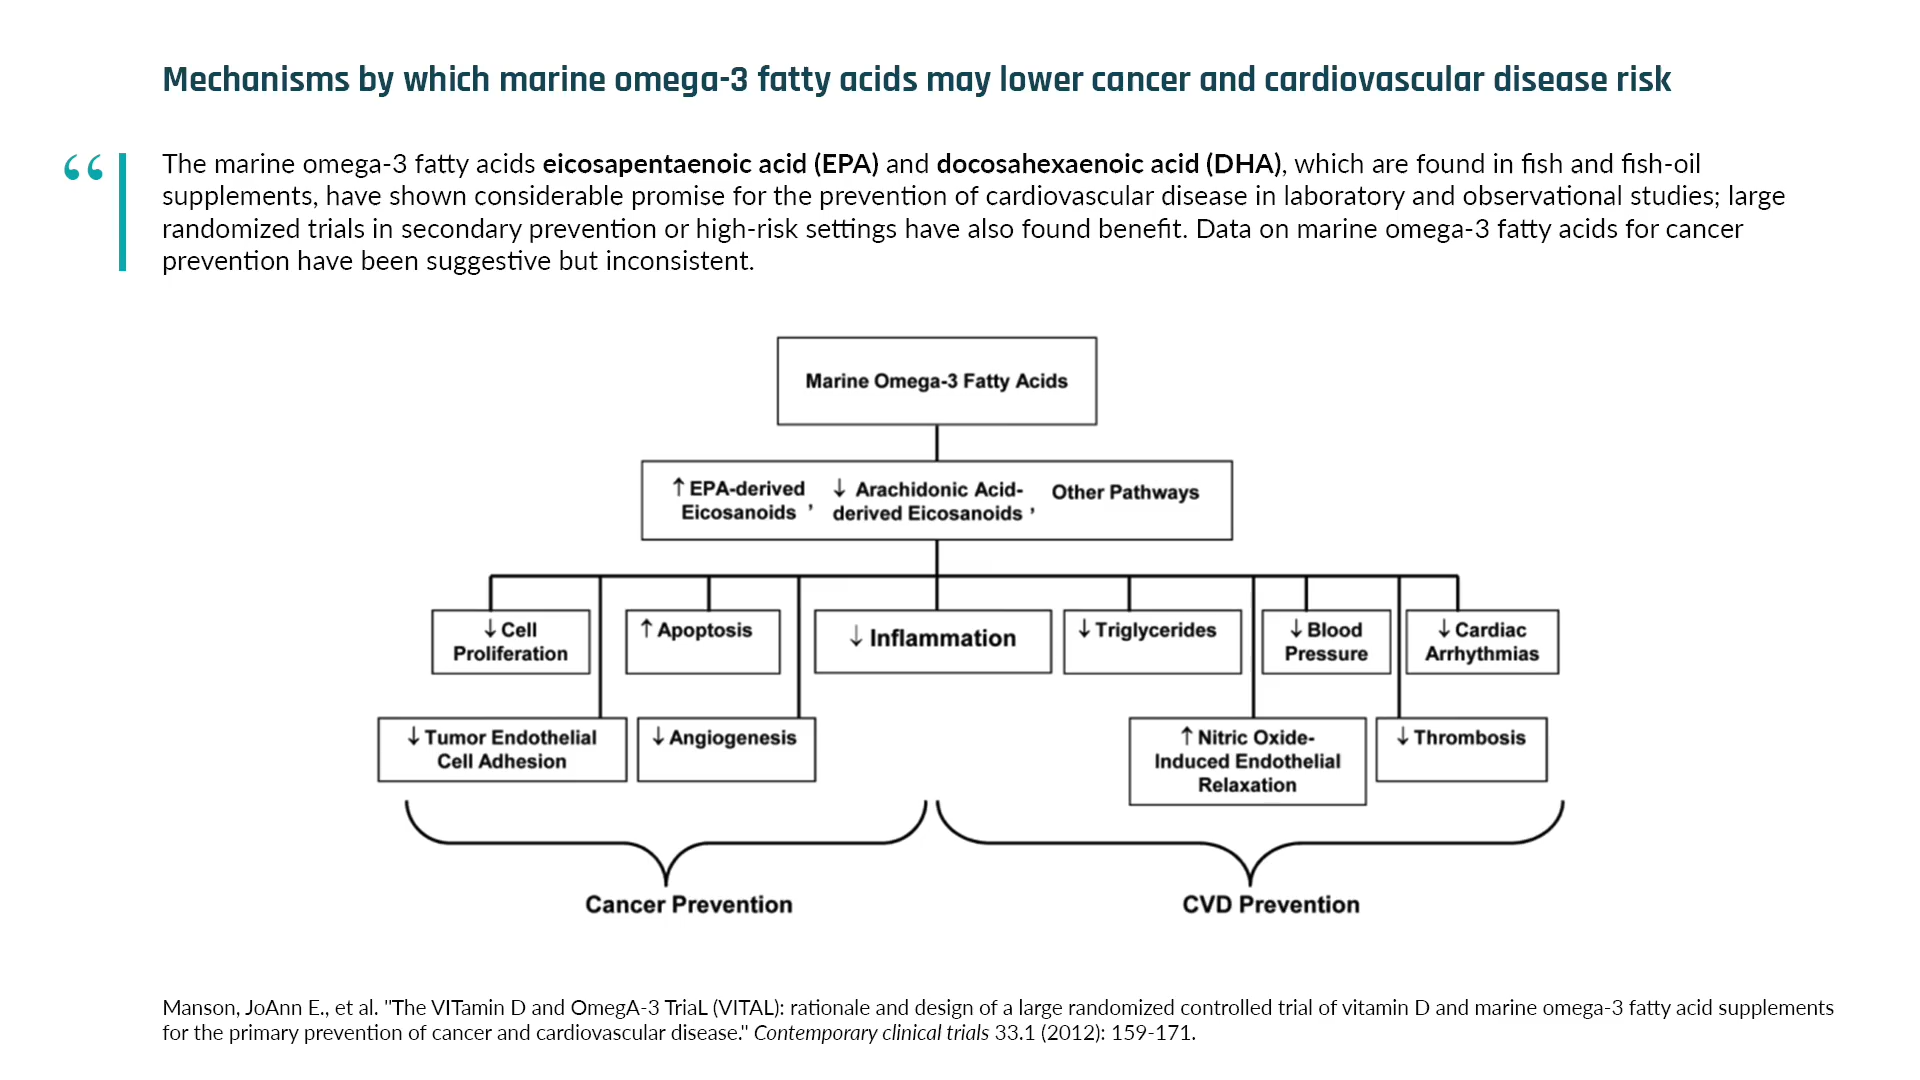 Mechanisms by which marine omega-3 fatty acids may lower cancer and cardiovascular disease risk
“
The marine omega-3 fatty acids eicosapentaenoic acid (EPA) and docosahexaenoic acid (DHA), which are found in fish and fish-oil
supplements, have shown considerable promise for the prevention of cardiovascular disease in laboratory and observational studies; large
randomized trials in secondary prevention or high-risk settings have also found benefit. Data on marine omega-3 fatty acids for cancer
prevention have been suggestive but inconsistent.
Marine Omega-3 Fatty Acids
↑ EPA-derived
Eicosanoids ,
↓ Arachidonic Acid-
derived Eicosanoids ,
Other Pathways
↓ Cell
Proliferation
↑ Apoptosis
↓ Inflammation
↓ Triglycerides
↓ Blood
Pressure
↓ Cardiac
Arrhythmias
↓ Tumor Endothelial
Cell Adhesion
↓ Angiogenesis
↑ Nitric Oxide-
Induced Endothelial
Relaxation
↓ Thrombosis
Cancer Prevention
CVD Prevention
Manson, JoAnn E., et al. "The VITamin D and OmegA-3 TriaL (VITAL): rationale and design of a large randomized controlled trial of vitamin D and marine omega-3 fatty acid supplements
for the primary prevention of cancer and cardiovascular disease." Contemporary clinical trials 33.1 (2012): 159-171.